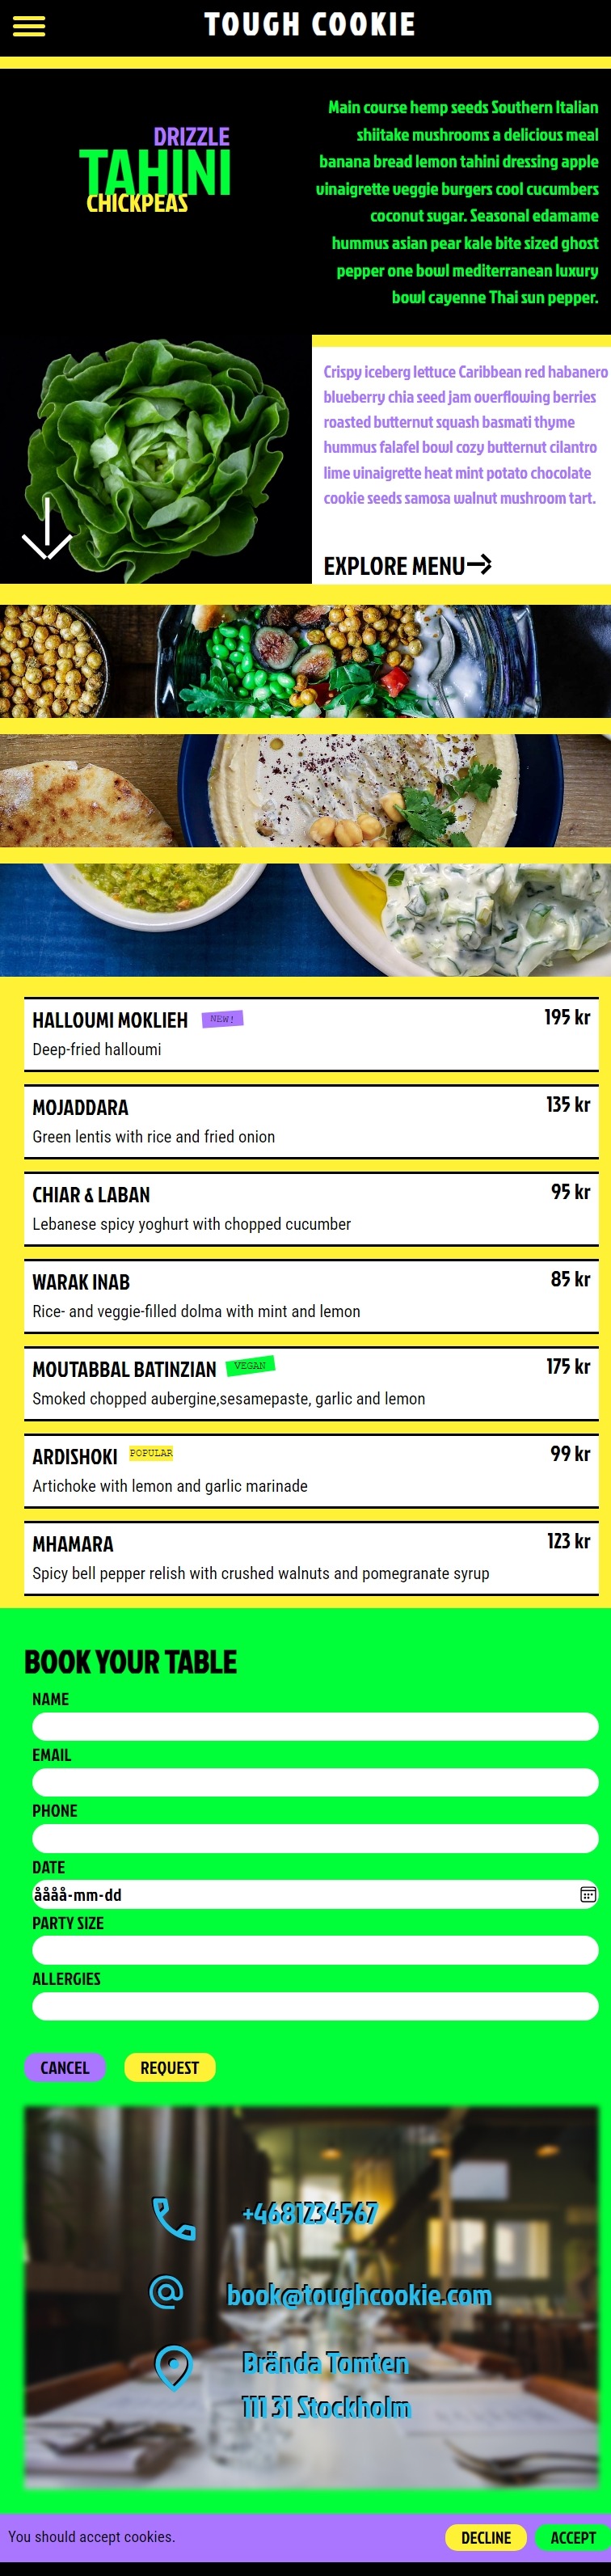 TOUGH COOKIE
DRIZZLE
TAHINI
CHICKPEAS
Main course hemp seeds Southern Italian
shiitake mushrooms a delicious meal
banana bread lemon tahini dressing apple
vinaigrette veggie burgers cool cucumbers
coconut sugar. Seasonal edamame
hummus asian pear kale bite sized ghost
pepper one bowl mediterranean luxury
bowl cayenne Thai sun pepper.
Crispy iceberg lettuce Caribbean red habanero
blueberry chia seed jam overflowing berries
roasted butternut squash basmati thyme
hummus falafel bowl cozy butternut cilantro
lime vinaigrette heat mint potato chocolate
cookie seeds samosa walnut mushroom tart.
EXPLORE MENU
HALLOUMI MOKLIEH NEW! 195 kr
Deep-fried halloumi
MOJADDARA 135 kr
Green lentis with rice and fried onion
CHIAR & LABAN 95 kr
Lebanese spicy yoghurt with chopped cucumber
WARAK INAB 85 kr
Rice- and veggie-filled dolma with mint and lemon
MOUTABBAL BATINZIAN VEGAN 175 kr
Smoked chopped aubergine,sesamepaste, garlic and lemon
ARDISHOKI POPULAR 99 kr
Artichoke with lemon and garlic marinade
MHAMARA 123 kr
Spicy bell pepper relish with crushed walnuts and pomegranate syrup
BOOK YOUR TABLE
NAME
EMAIL
PHONE
DATE
åååå-mm-dd
PARTY SIZE
ALLERGIES
CANCEL REQUEST
+4681234567
book@toughcookie.com
Brända Tomten
111 31 Stockholm
You should accept cookies. DECLINE ACCEPT